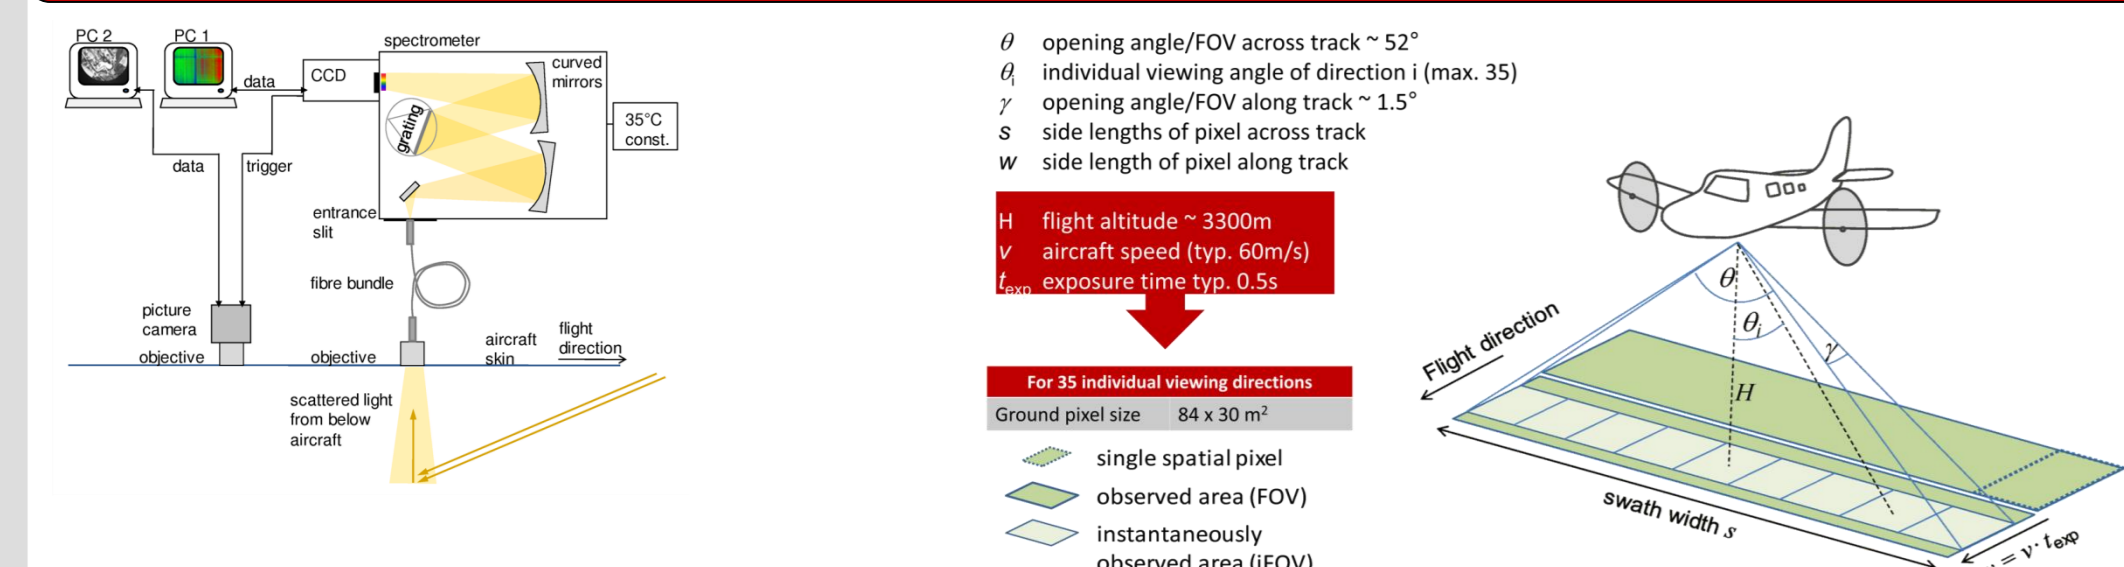 PC 2
PC 1
spectrometer
CCD
data
curved
mirrors
grating
35°C
const.
data
trigger
entrance
slit
fibre bundle
picture
camera
objective
objective
aircraft
skin
flight
direction
scattered light
from below
aircraft
θ opening angle/FOV across track ~ 52°
θi individual viewing angle of direction i (max. 35)
γ opening angle/FOV along track ~ 1.5°
s side lengths of pixel across track
w side length of pixel along track
H flight altitude ~ 3300m
v aircraft speed (typ. 60m/s)
texp exposure time typ. 0.5s
For 35 individual viewing directions
Ground pixel size 84 x 30 m²
single spatial pixel
observed area (FOV)
instantaneously
observed area (iFOV)
θ
θi
γ
H
Flight direction
swath width s
= v · texp